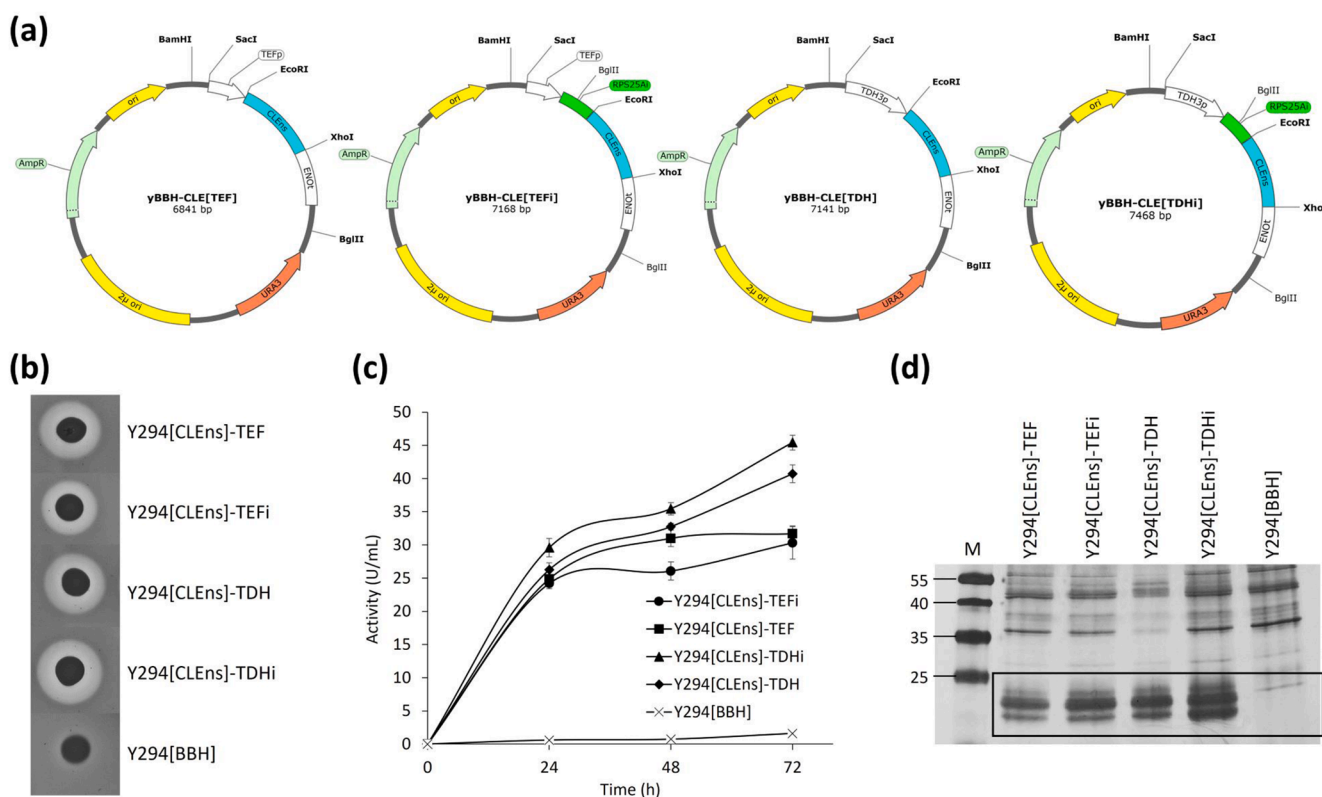 (a)
BamHI
SacI
TEFp
EcoRI
ori
CLEns
XhoI
AmpR
ENOt
yBBH-CLE[TEF]
6841 bp
BglII
2μ ori
URA3
BamHI
SacI
TEFp
BglII
RPS25Ai
EcoRI
ori
CLEns
AmpR
XhoI
yBBH-CLE[TEFi]
7168 bp
ENOt
BglII
2μ ori
URA3
BamHI
SacI
EcoRI
ori
TDH3p
CLEns
AmpR
XhoI
yBBH-CLE[TDH]
7141 bp
ENOt
BglII
2μ ori
URA3
BamHI
SacI
BglII
TDH3p
RPS25Ai
EcoRI
ori
CLEns
AmpR
yBBH-CLE[TDHi]
7468 bp
Xho
ENOt
BglII
2μ ori
URA3
(b)
Y294[CLEns]-TEF
Y294[CLEns]-TEFi
Y294[CLEns]-TDH
Y294[CLEns]-TDHi
Y294[BBH]
(c)
50
45
40
35
30
25
20
15
10
5
0
Activity (U/mL)
0
24
48
72
Time (h)
Y294[CLEns]-TEFi
Y294[CLEns]-TEF
Y294[CLEns]-TDHi
Y294[CLEns]-TDH
Y294[BBH]
(d)
M
Y294[CLEns]-TEF
Y294[CLEns]-TEFi
Y294[CLEns]-TDH
Y294[CLEns]-TDHi
Y294[BBH]
55
40
35
25